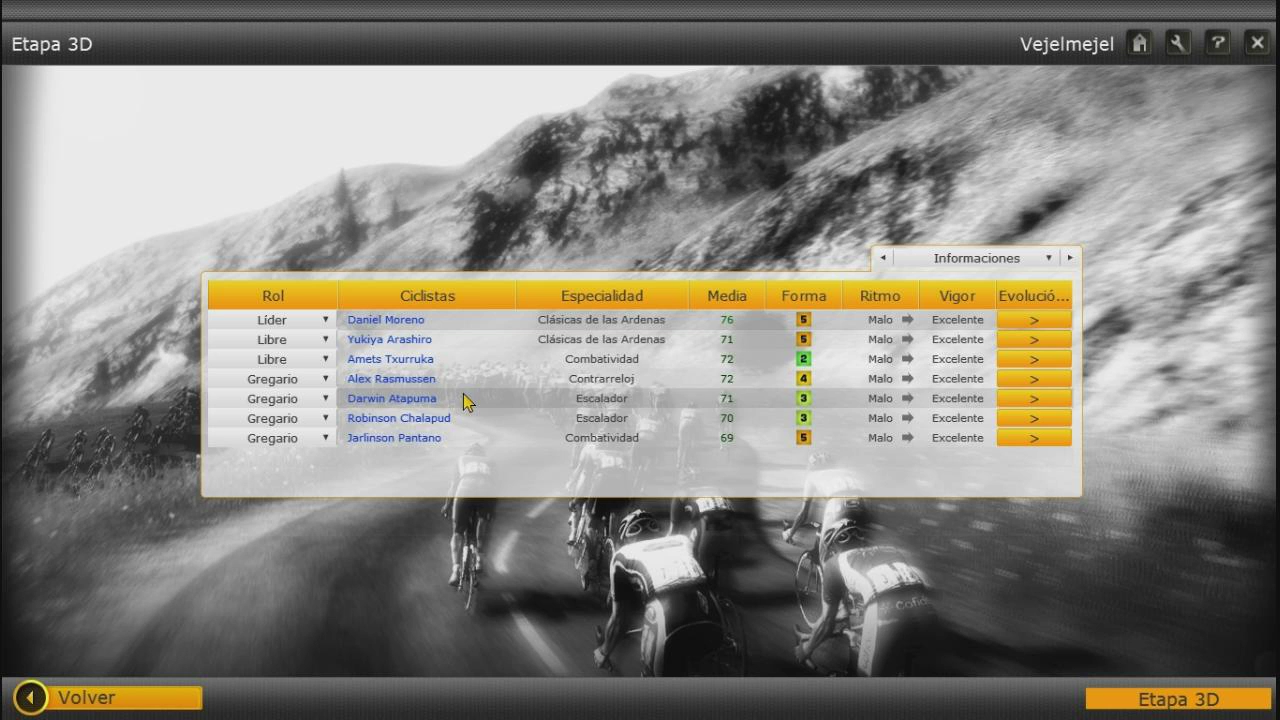 Etapa 3D Vejelmejel
Informaciones
Rol Ciclistas Especialidad Media Forma Ritmo Vigor Evolució...
Líder Daniel Moreno Clásicas de las Ardenas 76 5 Malo Excelente >
Libre Yukiya Arashiro Clásicas de las Ardenas 71 5 Malo Excelente >
Libre Amets Txurruka Combatividad 72 2 Malo Excelente >
Gregario Alex Rasmussen Contrarreloj 72 4 Malo Excelente >
Gregario Darwin Atapuma Escalador 71 3 Malo Excelente >
Gregario Robinson Chalapud Escalador 70 3 Malo Excelente >
Gregario Jarlinson Pantano Combatividad 69 5 Malo Excelente >
Cofidis
Volver Etapa 3D